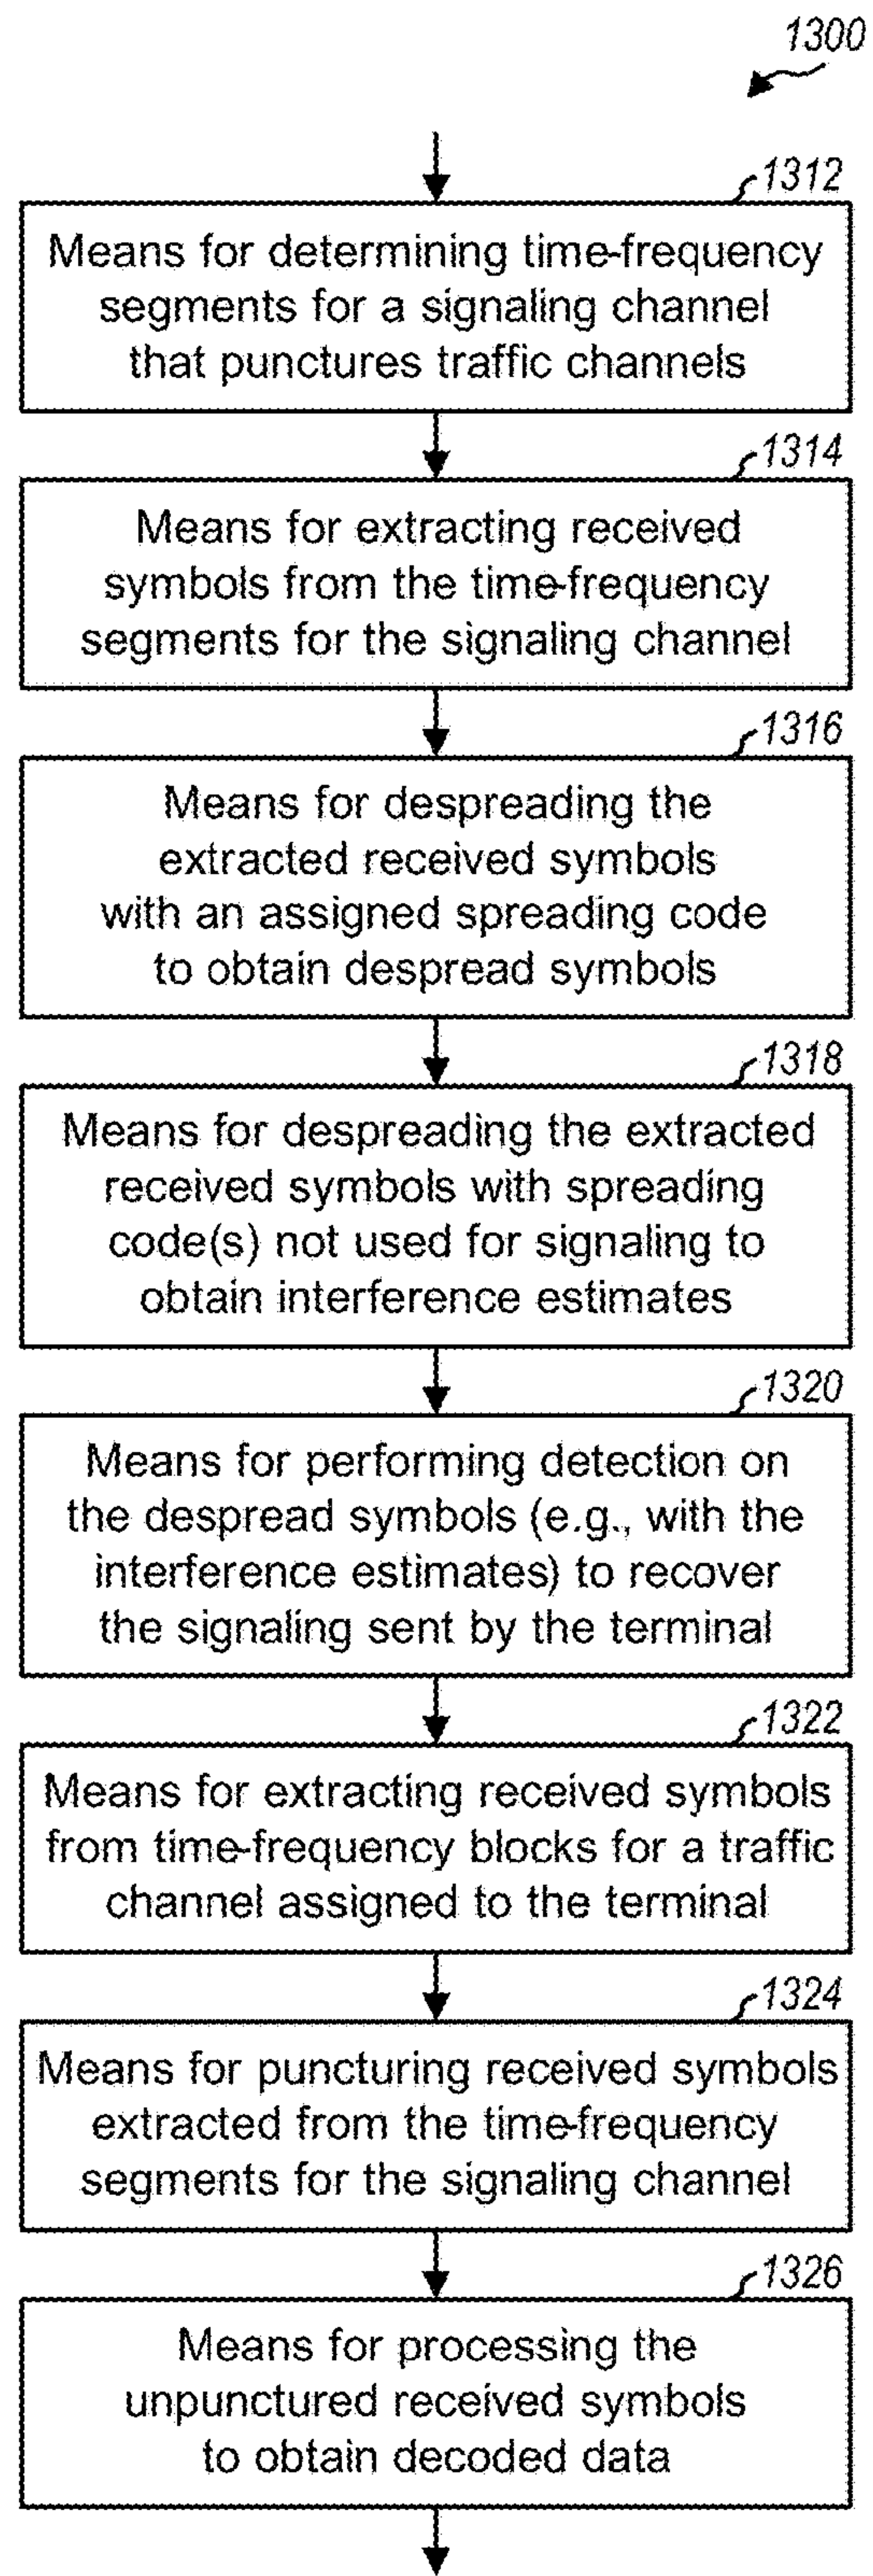 1300
1312
Means for determining time-frequency
segments for a signaling channel
that punctures traffic channels
1314
Means for extracting received
symbols from the time-frequency
segments for the signaling channel
1316
Means for despreading the
extracted received symbols
with an assigned spreading code
to obtain despread symbols
1318
Means for despreading the extracted
received symbols with spreading
code(s) not used for signaling to
obtain interference estimates
1320
Means for performing detection on
the despread symbols (e.g., with the
interference estimates) to recover
the signaling sent by the terminal
1322
Means for extracting received symbols
from time-frequency blocks for a traffic
channel assigned to the terminal
1324
Means for puncturing received symbols
extracted from the time-frequency
segments for the signaling channel
1326
Means for processing the
unpunctured received symbols
to obtain decoded data